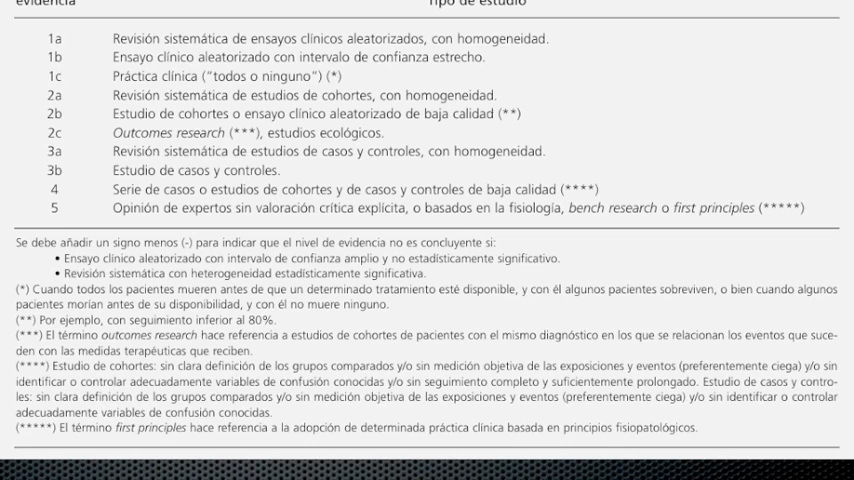 evidencia Tipo de estudio
1a Revisión sistemática de ensayos clínicos aleatorizados, con homogeneidad.
1b Ensayo clínico aleatorizado con intervalo de confianza estrecho.
1c Práctica clínica (“todos o ninguno”) (*)
2a Revisión sistemática de estudios de cohortes, con homogeneidad.
2b Estudio de cohortes o ensayo clínico aleatorizado de baja calidad (**)
2c Outcomes research (***), estudios ecológicos.
3a Revisión sistemática de estudios de casos y controles, con homogeneidad.
3b Estudio de casos y controles.
4 Serie de casos o estudios de cohortes y de casos y controles de baja calidad (****)
5 Opinión de expertos sin valoración crítica explícita, o basados en la fisiología, bench research o first principles (*****)
Se debe añadir un signo menos (-) para indicar que el nivel de evidencia no es concluyente si:
• Ensayo clínico aleatorizado con intervalo de confianza amplio y no estadísticamente significativo.
• Revisión sistemática con heterogeneidad estadísticamente significativa.
(*) Cuando todos los pacientes mueren antes de que un determinado tratamiento esté disponible, y con él algunos pacientes sobreviven, o bien cuando algunos
pacientes morían antes de su disponibilidad, y con él no muere ninguno.
(**) Por ejemplo, con seguimiento inferior al 80%.
(***) El término outcomes research hace referencia a estudios de cohortes de pacientes con el mismo diagnóstico en los que se relacionan los eventos que suce-
den con las medidas terapéuticas que reciben.
(****) Estudio de cohortes: sin clara definición de los grupos comparados y/o sin medición objetiva de las exposiciones y eventos (preferentemente ciega) y/o sin
identificar o controlar adecuadamente variables de confusión conocidas y/o sin seguimiento completo y suficientemente prolongado. Estudio de casos y contro-
les: sin clara definición de los grupos comparados y/o sin medición objetiva de las exposiciones y eventos (preferentemente ciega) y/o sin identificar o controlar
adecuadamente variables de confusión conocidas.
(*****) El término first principles hace referencia a la adopción de determinada práctica clínica basada en principios fisiopatológicos.